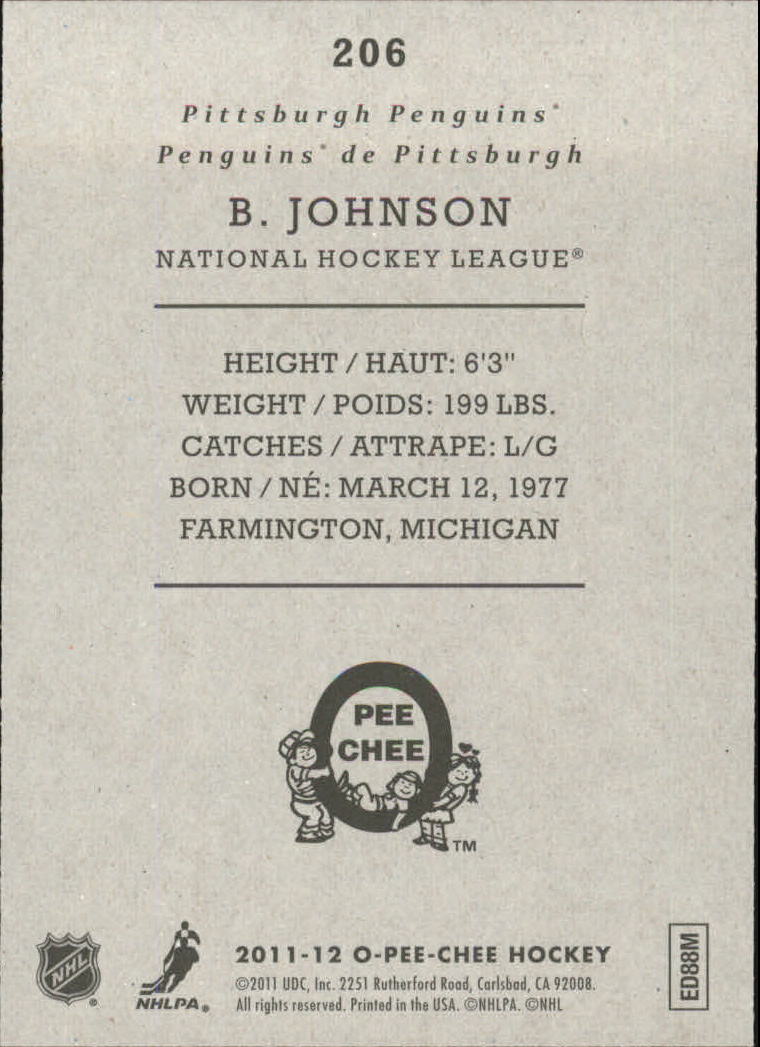 206
Pittsburgh Penguins*
Penguins* de Pittsburgh
B. JOHNSON
NATIONAL HOCKEY LEAGUE®
HEIGHT / HAUT: 6'3"
WEIGHT / POIDS: 199 LBS.
CATCHES / ATTRAPE: L/G
BORN / NÉ: MARCH 12, 1977
FARMINGTON, MICHIGAN
PEE
CHEE
TM
NHL
NHLPA®
2011-12 O-PEE-CHEE HOCKEY
©2011 UDC, Inc. 2251 Rutherford Road, Carlsbad, CA 92008.
All rights reserved. Printed in the USA. ©NHLPA. ©NHL
ED88M